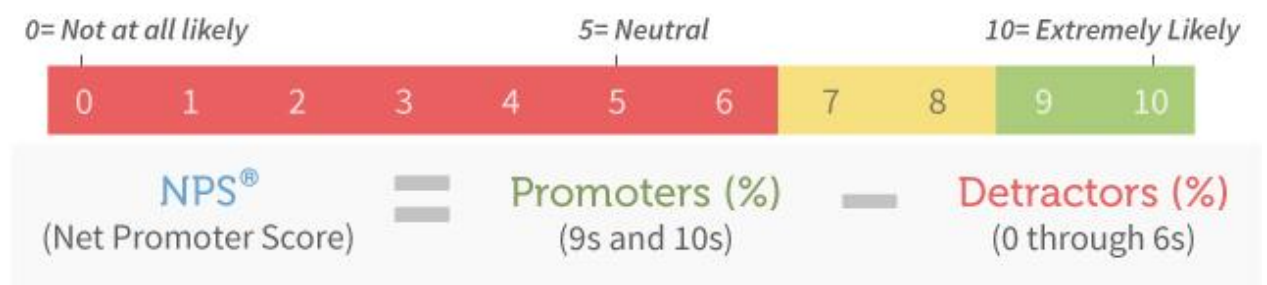 0= Not at all likely 5= Neutral 10= Extremely Likely
0 1 2 3 4 5 6 7 8 9 10
NPS® = Promoters (%) − Detractors (%)
(Net Promoter Score) (9s and 10s) (0 through 6s)